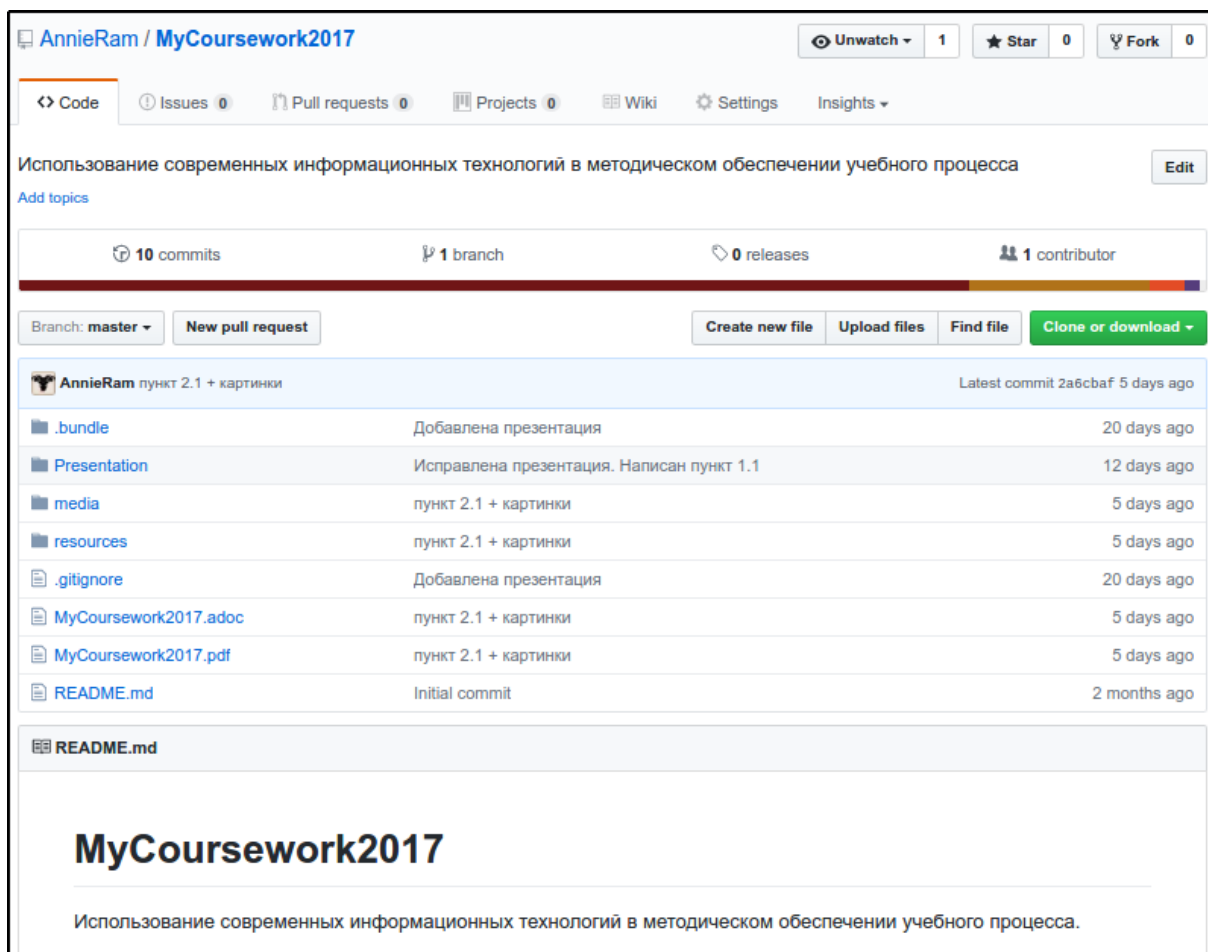 AnnieRam / MyCoursework2017 Unwatch 1 Star 0 Fork 0
Code Issues 0 Pull requests 0 Projects 0 Wiki Settings Insights
Использование современных информационных технологий в методическом обеспечении учебного процесса Edit
Add topics
10 commits 1 branch 0 releases 1 contributor
Branch: master New pull request Create new file Upload files Find file Clone or download
AnnieRam пункт 2.1 + картинки Latest commit 2a6cbaf 5 days ago
.bundle Добавлена презентация 20 days ago
Presentation Исправлена презентация. Написан пункт 1.1 12 days ago
media пункт 2.1 + картинки 5 days ago
resources пункт 2.1 + картинки 5 days ago
.gitignore Добавлена презентация 20 days ago
MyCoursework2017.adoc пункт 2.1 + картинки 5 days ago
MyCoursework2017.pdf пункт 2.1 + картинки 5 days ago
README.md Initial commit 2 months ago
README.md
MyCoursework2017
Использование современных информационных технологий в методическом обеспечении учебного процесса.